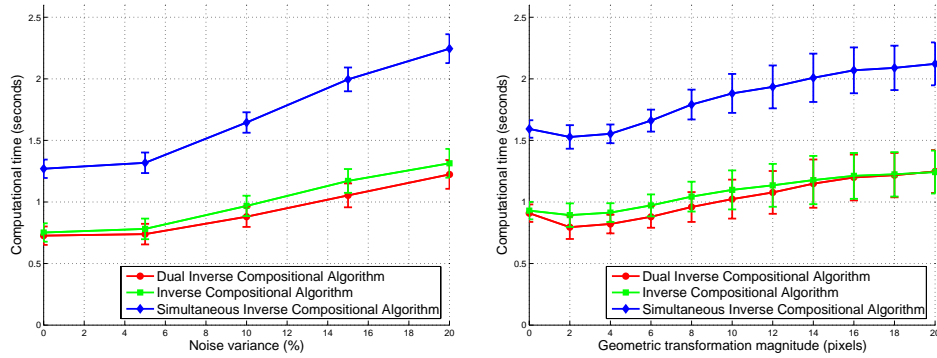 2.5
2
1.5
1
0.5
0
Computational time (seconds)
0 2 4 6 8 10 12 14 16 18 20
Noise variance (%)
Dual Inverse Compositional Algorithm
Inverse Compositional Algorithm
Simultaneous Inverse Compositional Algorithm
2.5
2
1.5
1
0.5
0
Computational time (seconds)
0 2 4 6 8 10 12 14 16 18 20
Geometric transformation magnitude (pixels)
Dual Inverse Compositional Algorithm
Inverse Compositional Algorithm
Simultaneous Inverse Compositional Algorithm